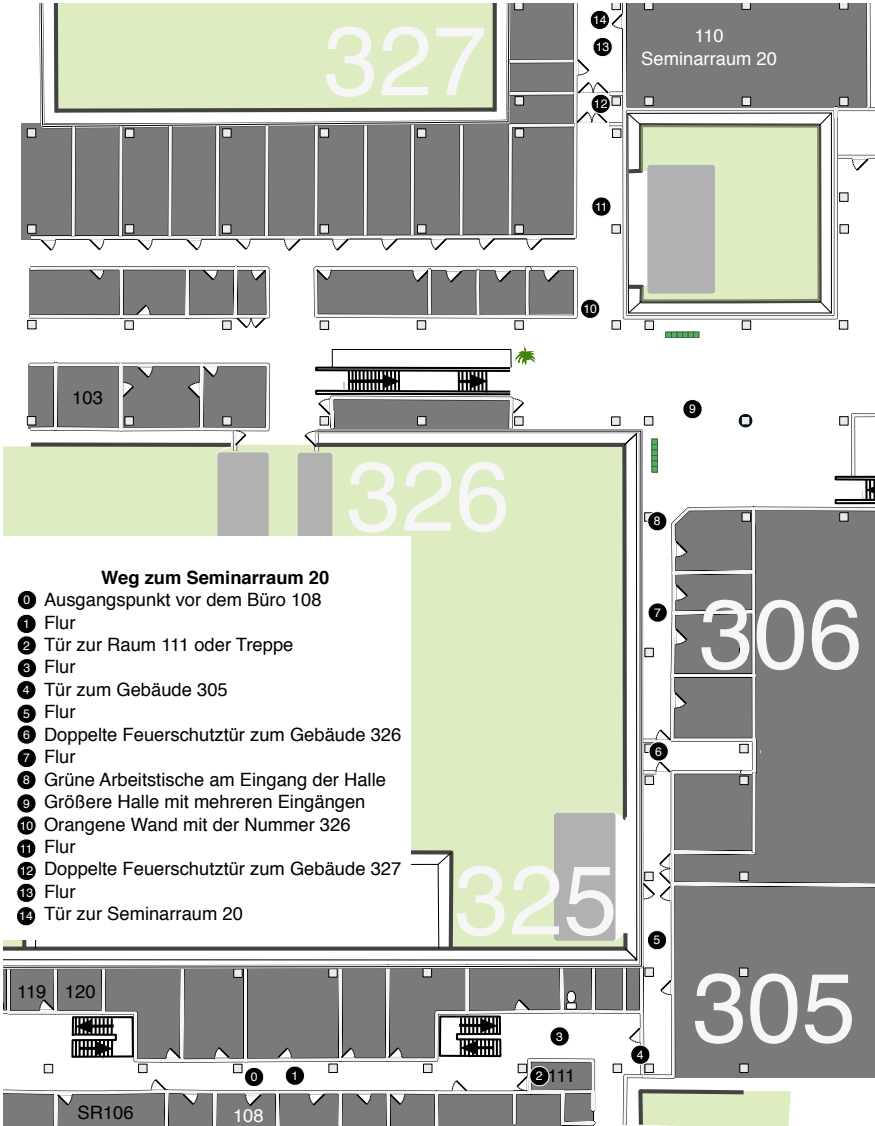 327
14
13
110
Seminarraum 20
12
11
10
103
9
326
8
Weg zum Seminarraum 20
0 Ausgangspunkt vor dem Büro 108
1 Flur
2 Tür zur Raum 111 oder Treppe
3 Flur
4 Tür zum Gebäude 305
5 Flur
6 Doppelte Feuerschutztür zum Gebäude 326
7 Flur
8 Grüne Arbeitstische am Eingang der Halle
9 Größere Halle mit mehreren Eingängen
10 Orangene Wand mit der Nummer 326
11 Flur
12 Doppelte Feuerschutztür zum Gebäude 327
13 Flur
14 Tür zur Seminarraum 20
7
306
6
325
5
119
120
305
3
4
0
1
2
111
SR106
108